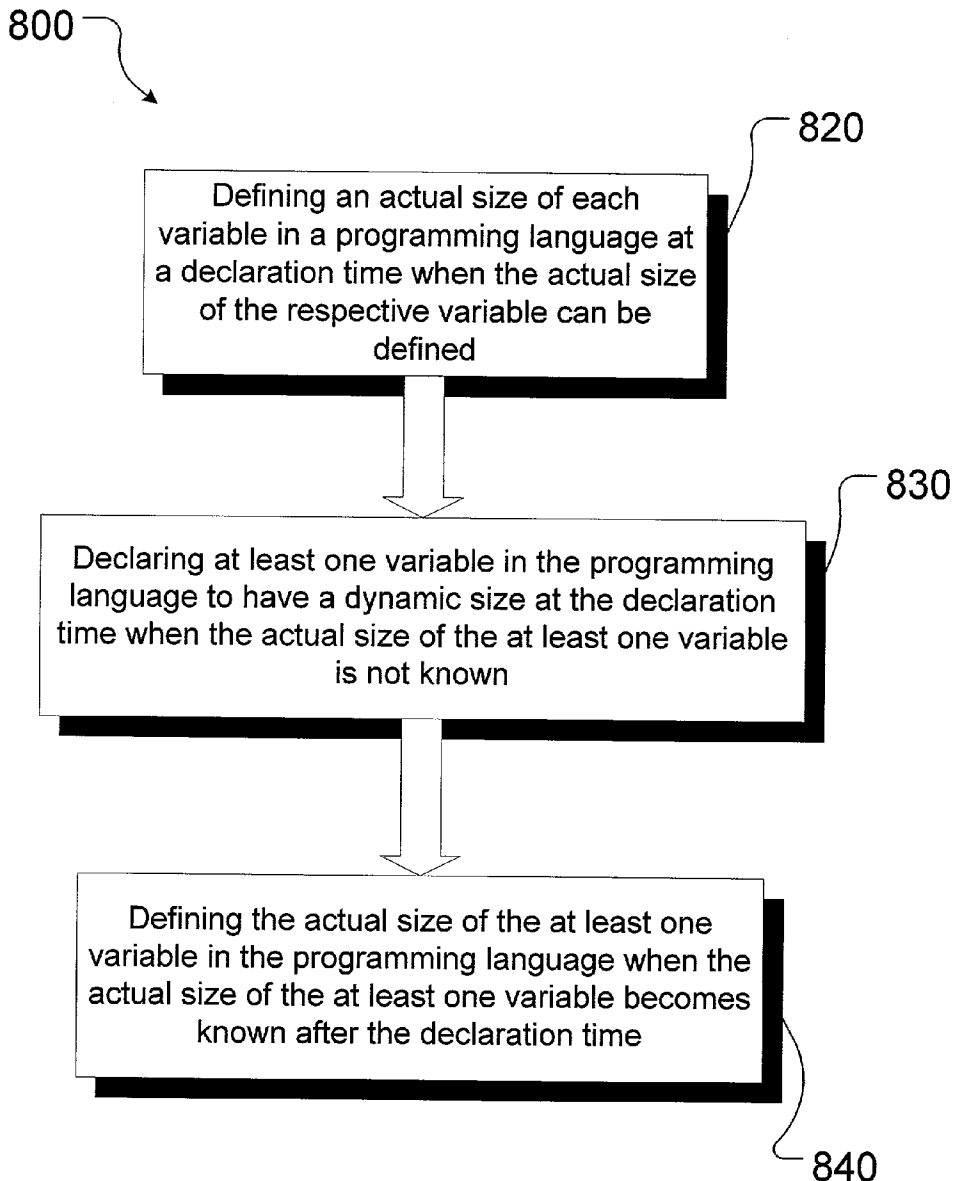 800
820
Defining an actual size of each
variable in a programming language at
a declaration time when the actual size
of the respective variable can be
defined
830
Declaring at least one variable in the programming
language to have a dynamic size at the declaration
time when the actual size of the at least one variable
is not known
Defining the actual size of the at least one
variable in the programming language when the
actual size of the at least one variable becomes
known after the declaration time
840